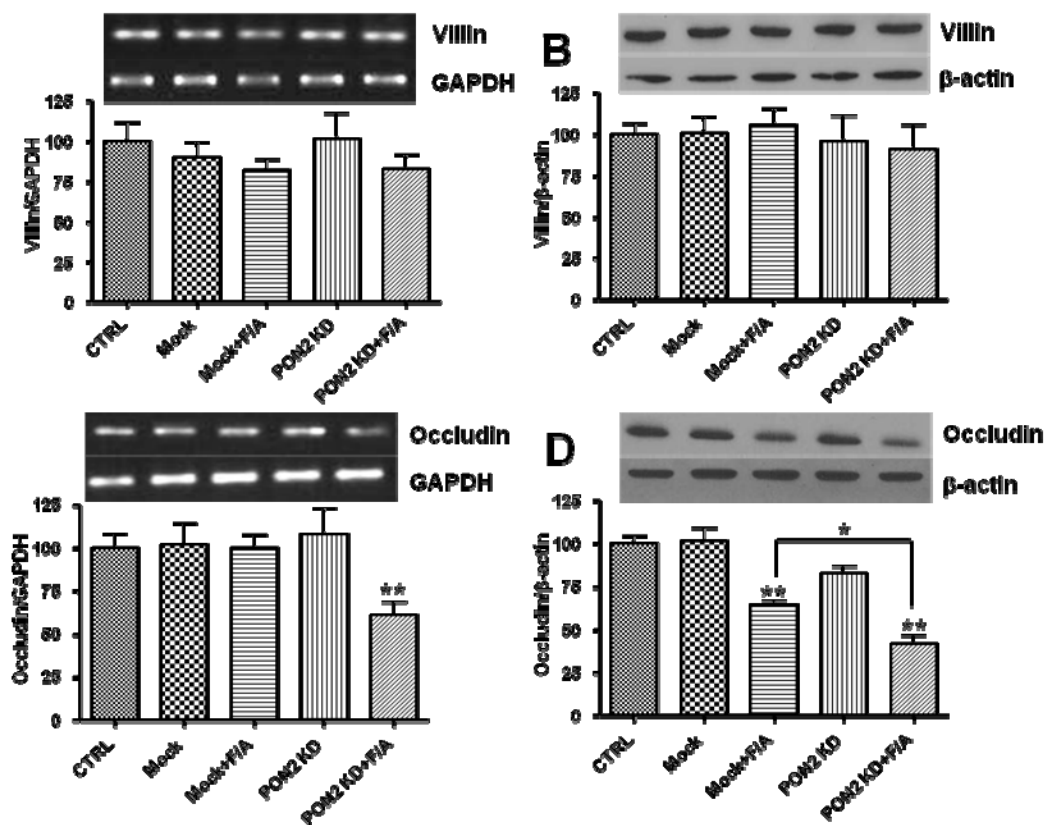 Villin
GAPDH
125
100
75
50
25
0
Villin/GAPDH
CTRL
Mock
Mock+F/A
PON2 KD
PON2 KD+F/A
B
Villin
β-actin
125
100
75
50
25
0
Villin/β-actin
CTRL
Mock
Mock+F/A
PON2 KD
PON2 KD+F/A
Occludin
GAPDH
125
100
75
50
25
0
Occludin/GAPDH
**
CTRL
Mock
Mock+F/A
PON2 KD
PON2 KD+F/A
D
Occludin
β-actin
125
100
75
50
25
0
Occludin/β-actin
*
**
**
CTRL
Mock
Mock+F/A
PON2 KD
PON2 KD+F/A